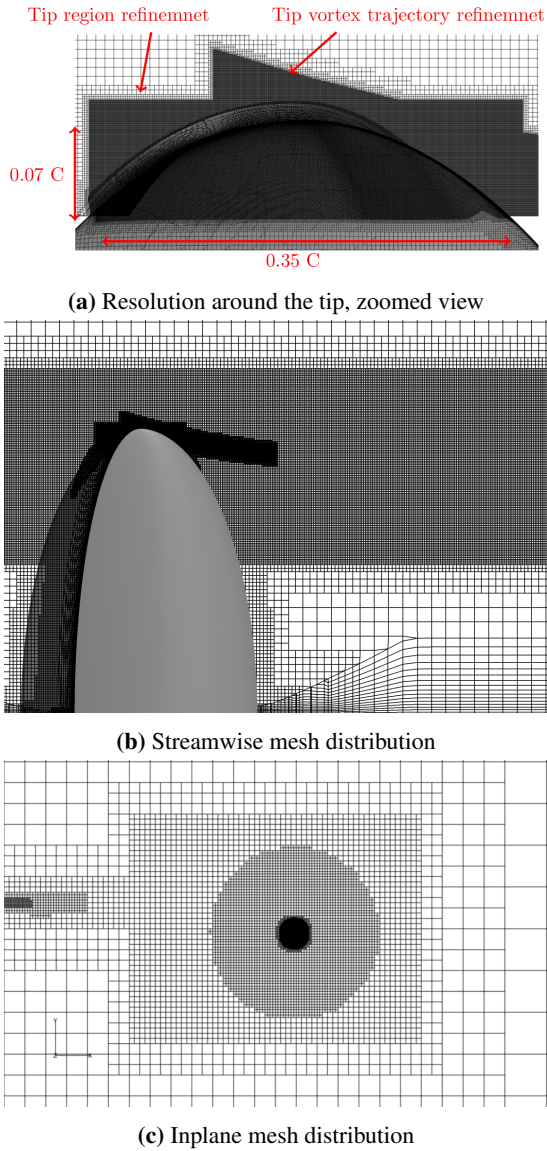 Tip region refinemnet
Tip vortex trajectory refinemnet
0.07 C
0.35 C
(a) Resolution around the tip, zoomed view
(b) Streamwise mesh distribution
Y
Z
X
(c) Inplane mesh distribution